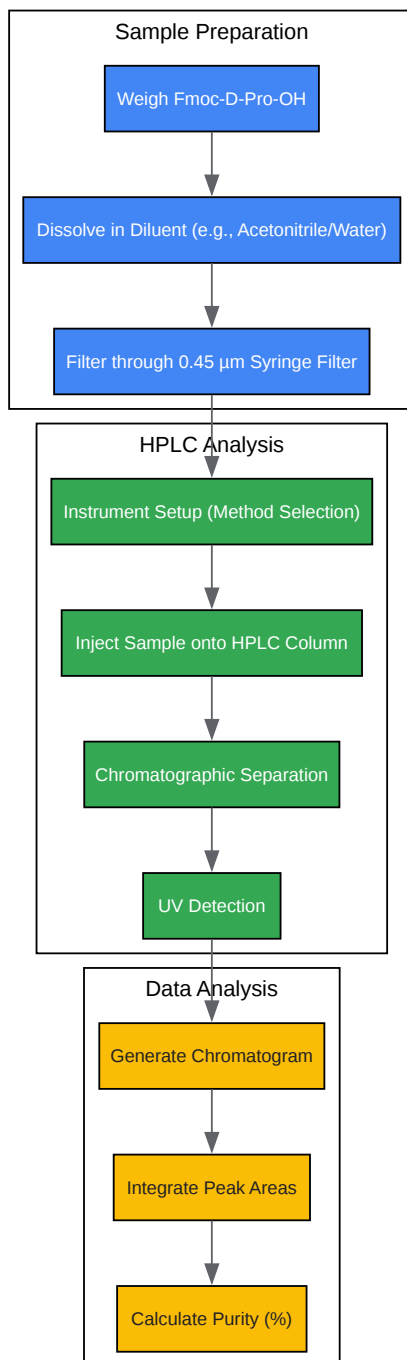 Sample Preparation
Weigh Fmoc-D-Pro-OH
Dissolve in Diluent (e.g., Acetonitrile/Water)
Filter through 0.45 µm Syringe Filter
HPLC Analysis
Instrument Setup (Method Selection)
Inject Sample onto HPLC Column
Chromatographic Separation
UV Detection
Data Analysis
Generate Chromatogram
Integrate Peak Areas
Calculate Purity (%)